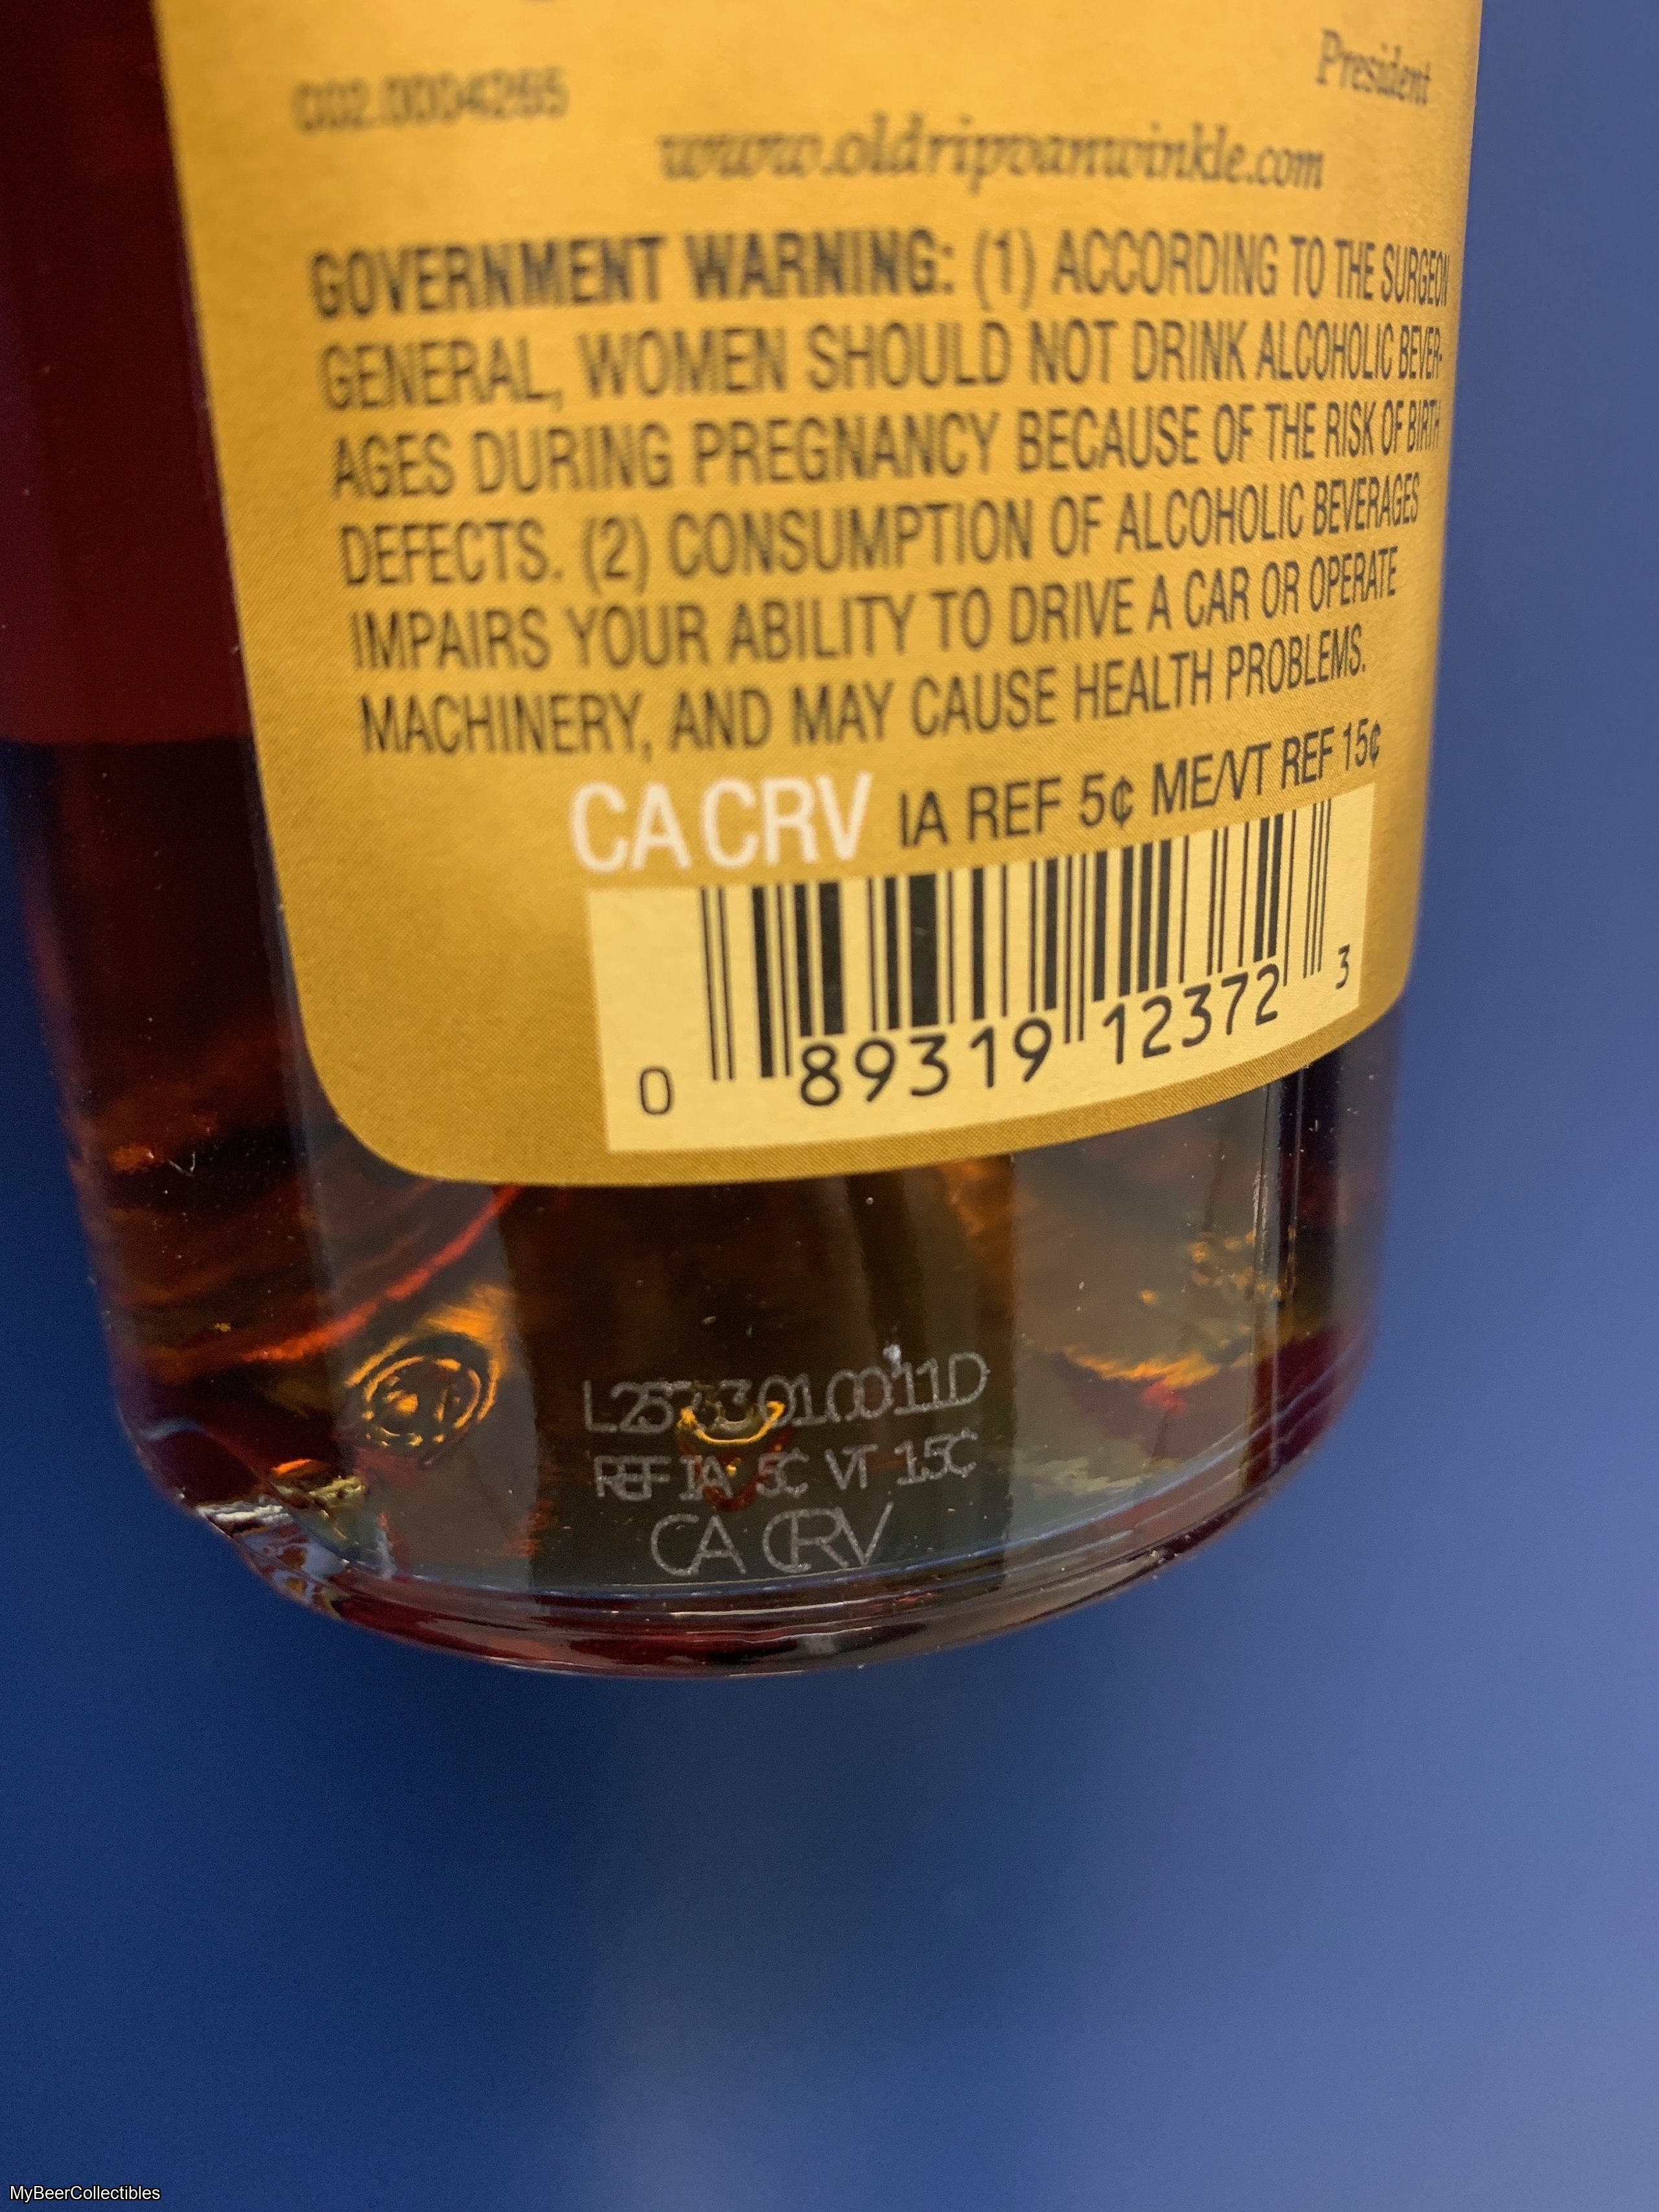 President
002.0004265
www.oldripvanwinkle.com
GOVERNMENT WARNING: (1) ACCORDING TO THE SURGEON
GENERAL, WOMEN SHOULD NOT DRINK ALCOHOLIC BEVER-
AGES DURING PREGNANCY BECAUSE OF THE RISK OF BIRTH
DEFECTS. (2) CONSUMPTION OF ALCOHOLIC BEVERAGES
IMPAIRS YOUR ABILITY TO DRIVE A CAR OR OPERATE
MACHINERY, AND MAY CAUSE HEALTH PROBLEMS.
CA CRV IA REF 5¢ ME/VT REF 15¢
0 89319 12372 3
REF IA 5C VT 15C
CA CRV
MyBeerCollectibles